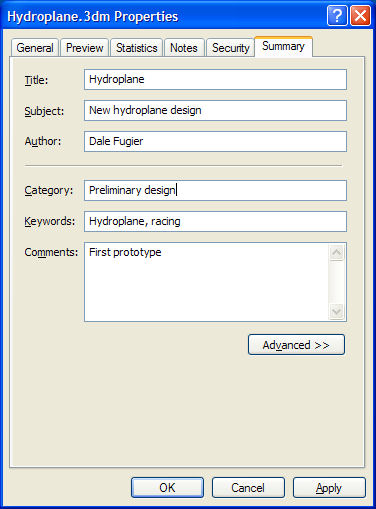 Hydroplane.3dm Properties
General Preview Statistics Notes Security Summary
Title: Hydroplane
Subject: New hydroplane design
Author: Dale Fugier
Category: Preliminary design
Keywords: Hydroplane, racing
Comments: First prototype
Advanced >>
OK Cancel Apply